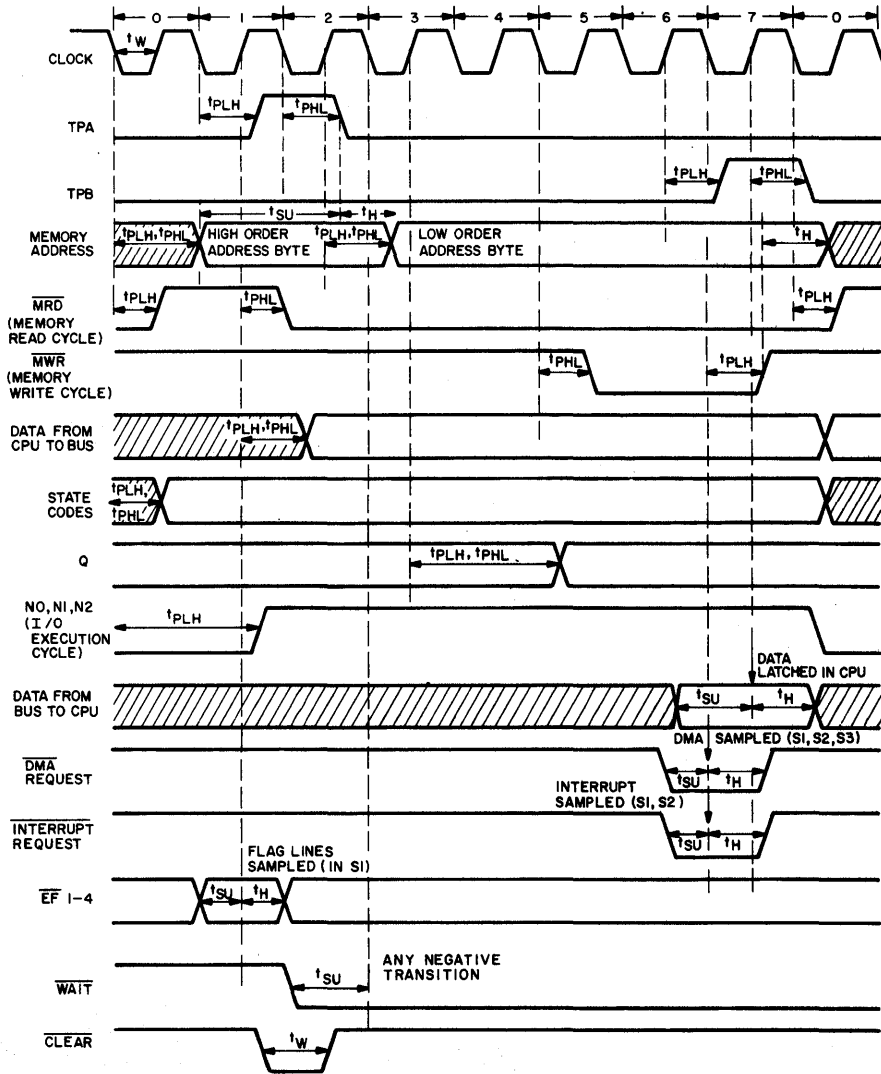 0 1 2 3 4 5 6 7 0
CLOCK
tW
TPA
tPLH
tPHL
TPB
tPLH
tPHL
tSU
tH
MEMORY
ADDRESS
tPLH, tPHL
HIGH ORDER
ADDRESS BYTE
tPLH, tPHL
LOW ORDER
ADDRESS BYTE
tH
MRD
(MEMORY
READ CYCLE)
tPLH
tPHL
tPLH
MWR
(MEMORY
WRITE CYCLE)
tPHL
tPLH
DATA FROM
CPU TO BUS
tPLH, tPHL
STATE
CODES
tPLH,
tPHL
Q
tPLH, tPHL
NO, N1, N2
(I/O
EXECUTION
CYCLE)
tPLH
DATA
LATCHED IN CPU
DATA FROM
BUS TO CPU
tSU
tH
DMA SAMPLED (S1, S2, S3)
DMA
REQUEST
tSU
tH
INTERRUPT
SAMPLED (S1, S2)
INTERRUPT
REQUEST
tSU
tH
FLAG LINES
SAMPLED (IN S1)
EF 1-4
tSU
tH
ANY NEGATIVE
TRANSITION
WAIT
tSU
CLEAR
tW